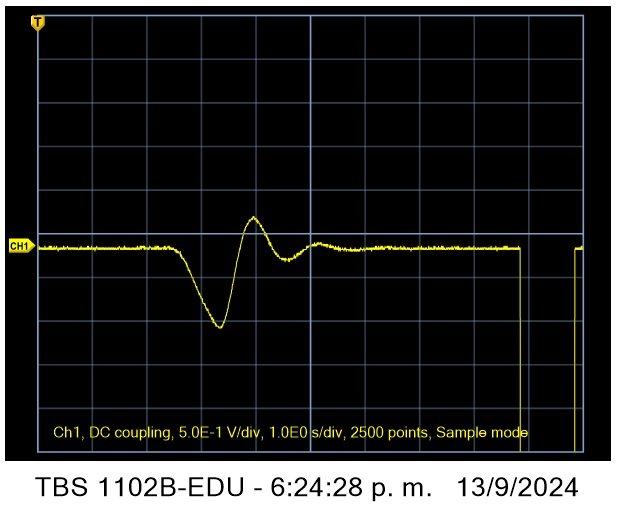 T
CH1
Ch1, DC coupling, 5.0E-1 V/div, 1.0E0 s/div, 2500 points, Sample mode
TBS 1102B-EDU - 6:24:28 p. m. 13/9/2024